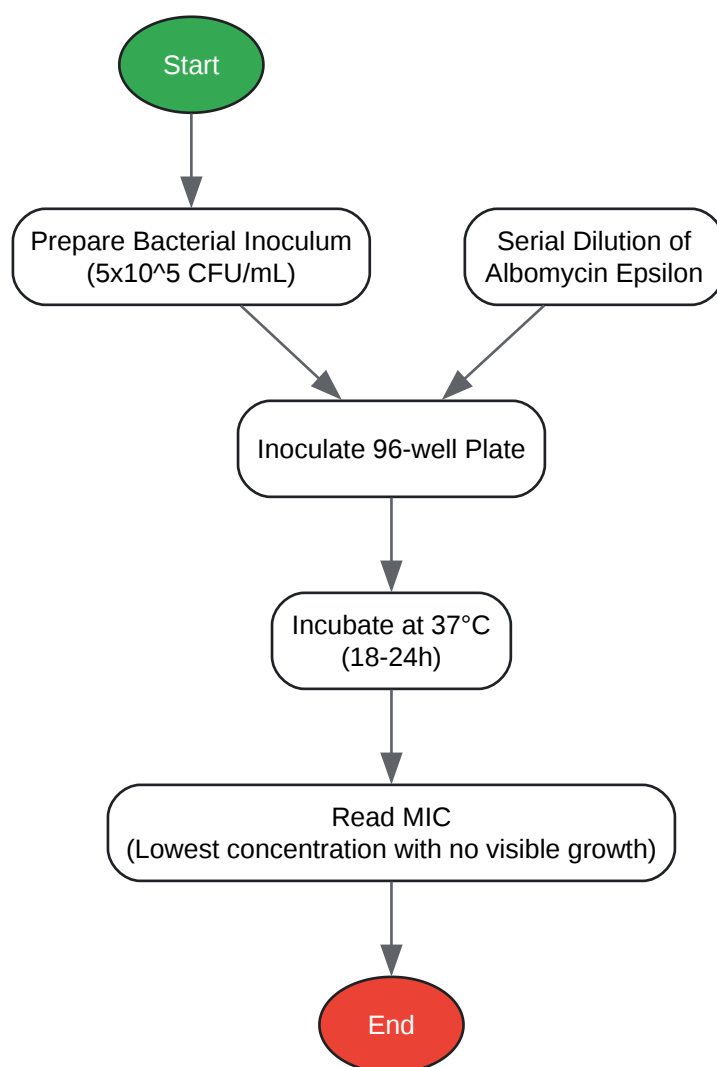 Start
Prepare Bacterial Inoculum
(5x10^5 CFU/mL)
Serial Dilution of
Albomycin Epsilon
Inoculate 96-well Plate
Incubate at 37°C
(18-24h)
Read MIC
(Lowest concentration with no visible growth)
End